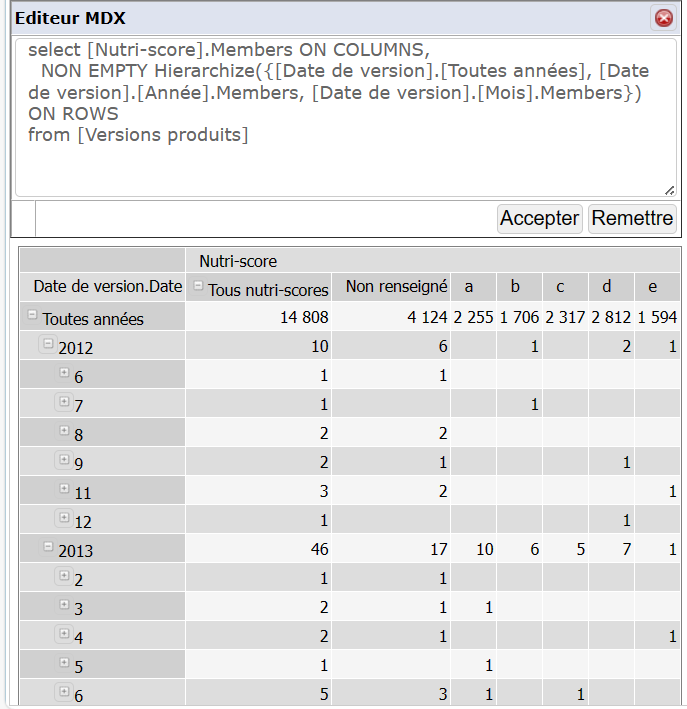 Editeur MDX
select [Nutri-score].Members ON COLUMNS,
NON EMPTY Hierarchize({[Date de version].[Toutes années], [Date
de version].[Année].Members, [Date de version].[Mois].Members})
ON ROWS
from [Versions produits]
Accepter Remettre
Nutri-score
Date de version.Date Tous nutri-scores Non renseigné a b c d e
Toutes années 14 808 4 124 2 255 1 706 2 317 2 812 1 594
2012 10 6 1 2 1
6 1 1
7 1 1
8 2 2
9 2 1 1
11 3 2 1
12 1 1
2013 46 17 10 6 5 7 1
2 1 1
3 2 1 1
4 2 1 1
5 1 1
6 5 3 1 1